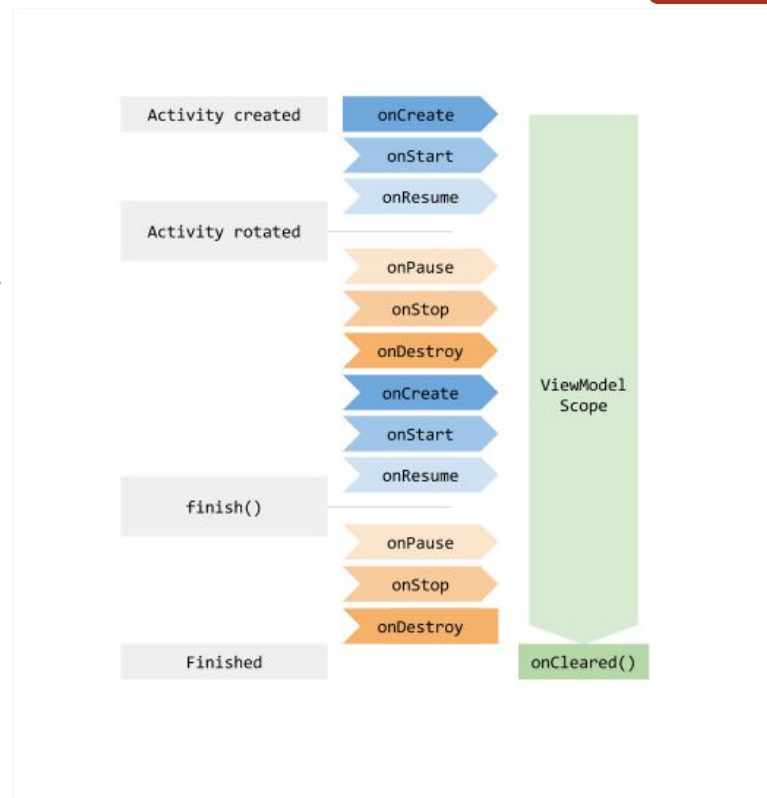 Activity created
onCreate
onStart
onResume
Activity rotated
onPause
onStop
onDestroy
onCreate
onStart
onResume
ViewModel
Scope
finish()
onPause
onStop
onDestroy
Finished
onCleared()